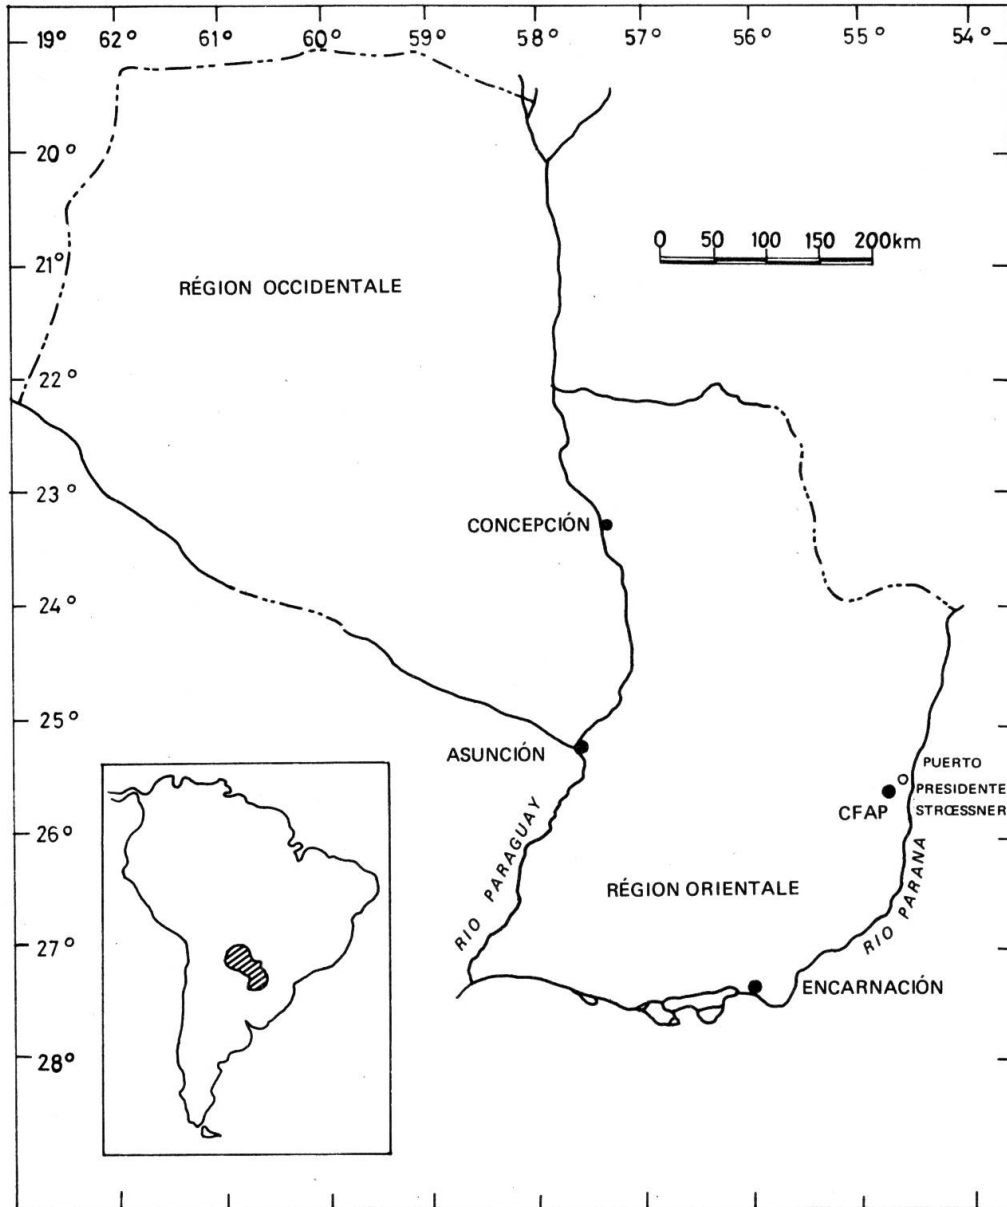 19° 62° 61° 60° 59° 58° 57° 56° 55° 54°
20°
0 50 100 150 200km
21°
RÉGION OCCIDENTALE
22°
23°
CONCEPCIÓN
24°
25°
ASUNCIÓN
PUERTO
PRESIDENTE
STRŒSSNER
CFAP
26°
RIO PARAGUAY
RÉGION ORIENTALE
RIO PARANA
27°
ENCARNACIÓN
28°